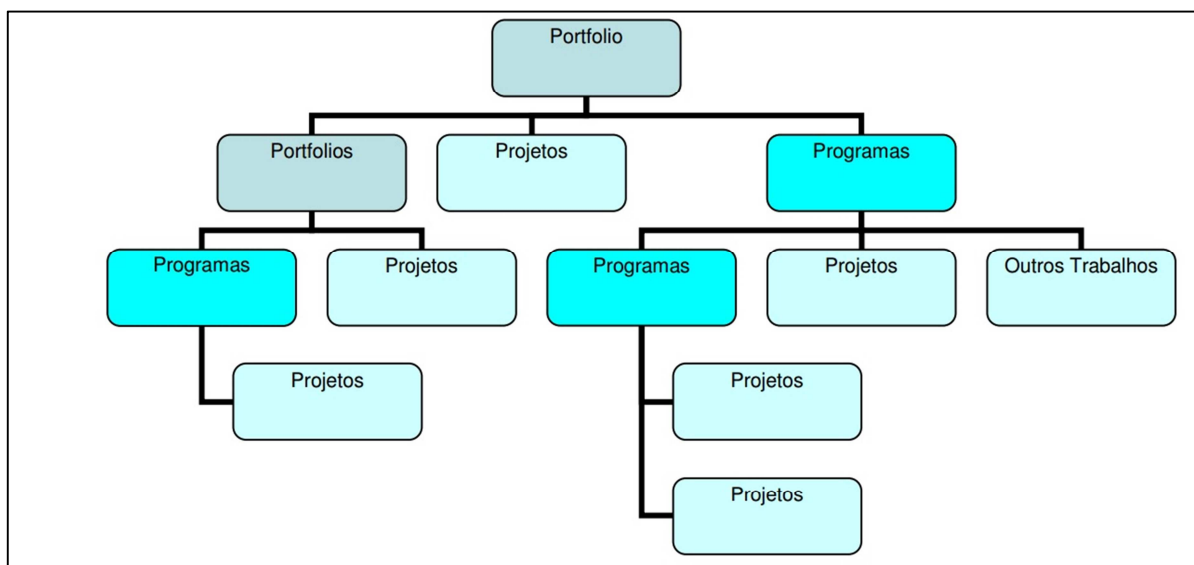 Portfolio
Portfolios
Projetos
Programas
Programas
Projetos
Programas
Projetos
Outros Trabalhos
Projetos
Projetos
Projetos